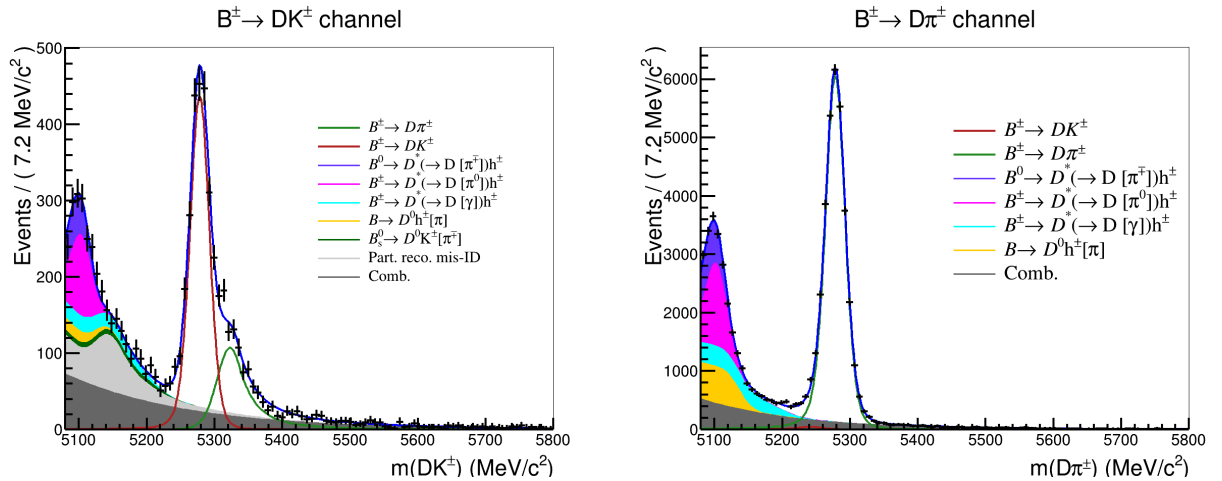 B±→ DK± channel
Events / ( 7.2 MeV/c²)
500
400
300
200
100
0
B±→ Dπ±
B±→ DK±
B⁰→ D*(→ D [π∓])h±
B±→ D*(→ D [π⁰])h±
B±→ D*(→ D [γ])h±
B→ D⁰h±[π]
Bₛ⁰→ D⁰K±[π∓]
Part. reco. mis-ID
Comb.
5100 5200 5300 5400 5500 5600 5700 5800
m(DK±) (MeV/c²)
B±→ Dπ± channel
Events / ( 7.2 MeV/c²)
6000
5000
4000
3000
2000
1000
0
B±→ DK±
B±→ Dπ±
B⁰→ D*(→ D [π∓])h±
B±→ D*(→ D [π⁰])h±
B±→ D*(→ D [γ])h±
B→ D⁰h±[π]
Comb.
5100 5200 5300 5400 5500 5600 5700 5800
m(Dπ±) (MeV/c²)